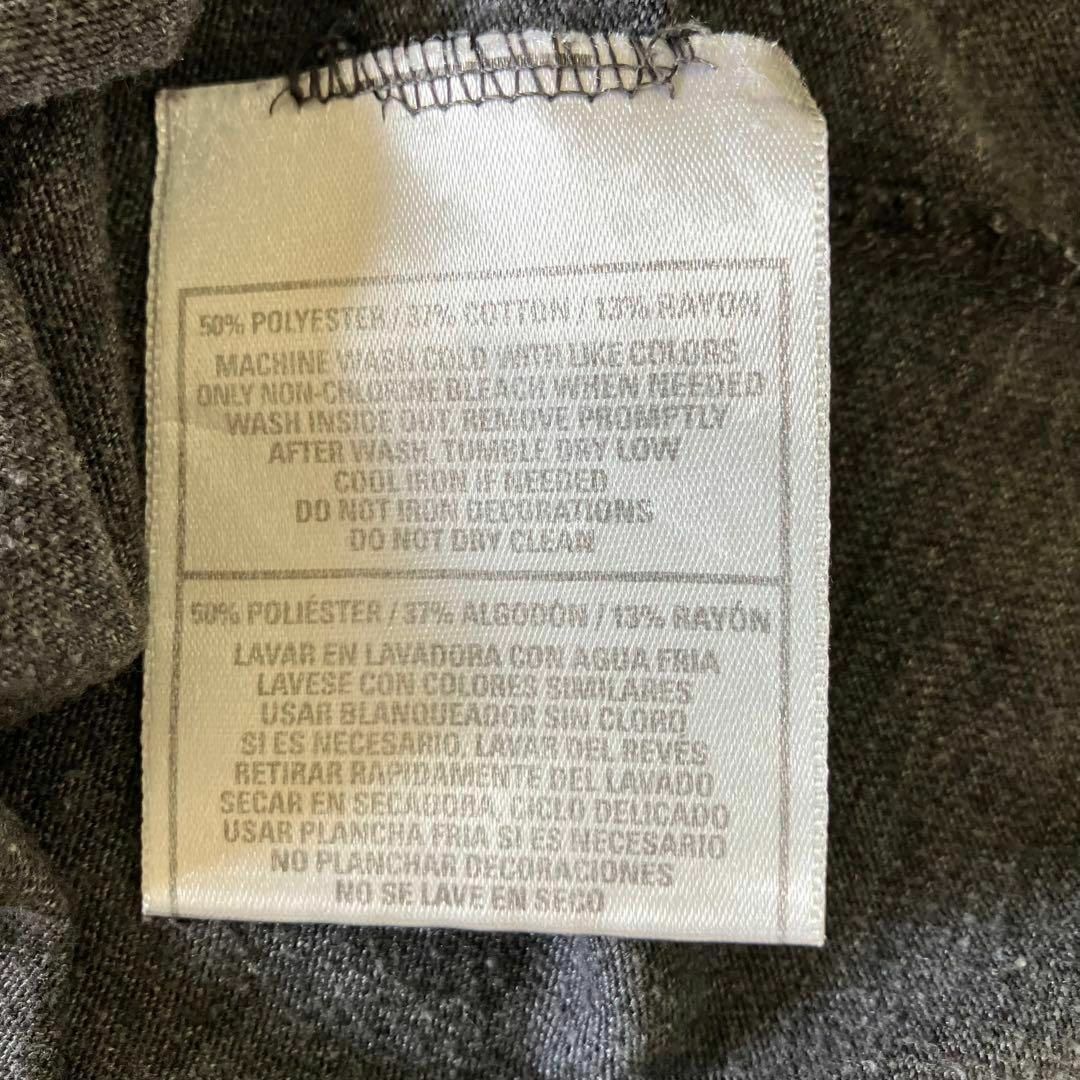 50% POLYESTER / 37% COTTON / 13% RAYON
MACHINE WASH COLD WITH LIKE COLORS
ONLY NON-CHLORINE BLEACH WHEN NEEDED
WASH INSIDE OUT, REMOVE PROMPTLY
AFTER WASH. TUMBLE DRY LOW
COOL IRON IF NEEDED
DO NOT IRON DECORATIONS
DO NOT DRY CLEAN
50% POLIÉSTER / 37% ALGODÓN / 13% RAYÓN
LAVAR EN LAVADORA CON AGUA FRIA
LAVESE CON COLORES SIMILARES
USAR BLANQUEADOR SIN CLORO
SI ES NECESARIO, LAVAR DEL REVÉS
RETIRAR RAPIDAMENTE DEL LAVADO
SECAR EN SECADORA, CICLO DELICADO
USAR PLANCHA FRIA SI ES NECESARIO
NO PLANCHAR DECORACIONES
NO SE LAVE EN SECO